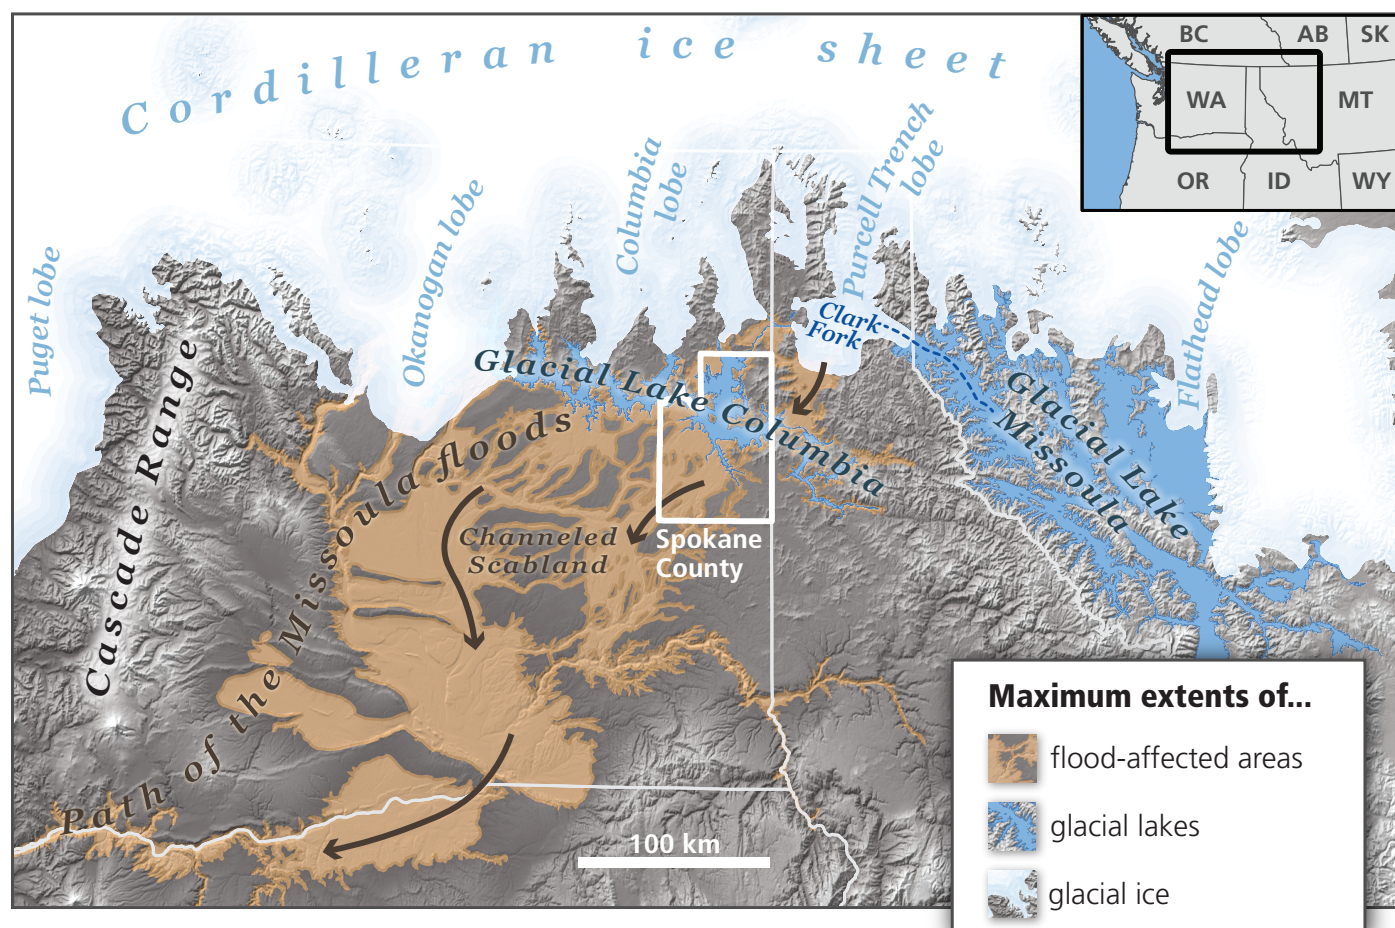 Cordilleran ice sheet
BC
AB
SK
WA
MT
OR
ID
WY
Puget lobe
Okanogan lobe
Columbia
lobe
Purcell Trench
lobe
Flathead lobe
Cascade Range
Clark
Fork
Glacial Lake Columbia
Glacial Lake
Missoula
Path of the Missoula floods
Channeled
Scabland
Spokane
County
100 km
Maximum extents of...
flood-affected areas
glacial lakes
glacial ice